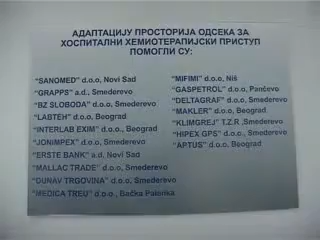 АДАПТАЦИЈУ ПРОСТОРИЈА ОДСЕКА ЗА
ХОСПИТАЛНИ ХЕМИОТЕРАПИЈСКИ ПРИСТУП
ПОМОГЛИ СУ:
"SANOMED" d.o.o, Novi Sad
"GRAPPS" a.d., Smederevo
"BZ SLOBODA" d.o.o, Smederevo
"LABTEH" d.o.o, Beograd
"INTERLAB EXIM" d.o.o., Beograd
"JONIMPEX" d.o.o., Smederevo
"ERSTE BANK" a.d, Novi Sad
"MALLAC TRADE" d.o.o, Smederevo
"DUNAV TRGOVINA" d.o.o, Smederevo
"MEDICA TREU" d.o.o., Bačka Palanka
"MIFIMI" d.o.o, Niš
"GASPETROL" d.o.o, Pančevo
"DELTAGRAF" d.o.o, Smederevo
"MAKLER" d.o.o, Beograd
"KLIMGREJ" T.Z.R ,Smederevo
"HIPEX GPS" d.o.o., Smederevo
"APTUS" d.o.o, Beograd